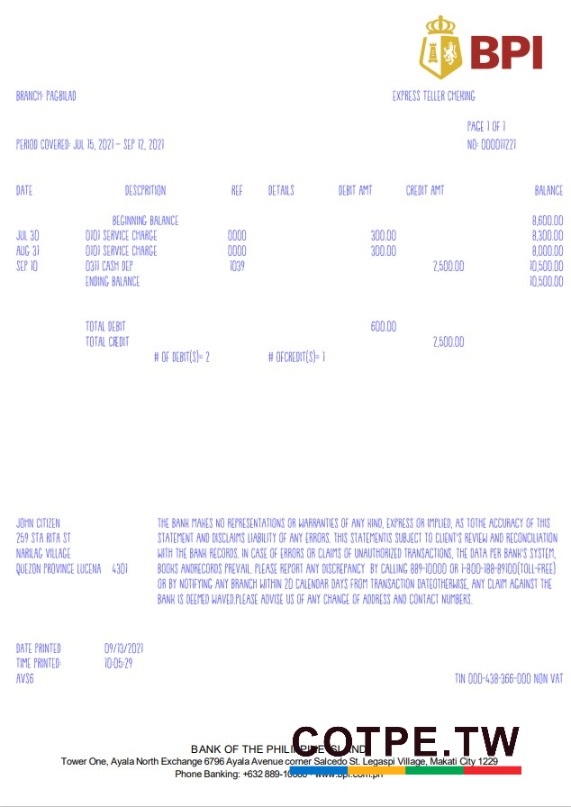 BPI
BRANCH: PAGBILAO EXPRESS TELLER CHEKING
PAGE 1 OF 1
PERIOD COVERED: JUL 15, 2021 – SEP 12, 2021 NO: 000011221
DATE DESCPRITION REF DETAILS DEBIT AMT CREDIT AMT BALANCE
BEGINNING BALANCE 8,600.00
JUL 30 0101 SERVICE CHARGE 0000 300.00 8,300.00
AUG 31 0101 SERVICE CHARGE 0000 300.00 8,000.00
SEP 10 0311 CASH DEP 1039 2,500.00 10,500.00
ENDING BALANCE 10,500.00
TOTAL DEBIT 600.00
TOTAL CREDIT 2,500.00
# OF DEBIT(S)= 2 # OFCREDIT(S)= 1
JOHN CITIZEN
259 STA RITA ST
NARILAG VILLAGE
QUEZON PROVINCE LUCENA 4301
THE BANK MAKES NO REPRESENTATIONS OR WARRANTIES OF ANY KIND, EXPRESS OR IMPLIED, AS TOTHE ACCURACY OF THIS
STATEMENT AND DISCLAIMS LIABILITY OF ANY ERRORS. THIS STATEMENTIS SUBJECT TO CLIENT'S REVIEW AND RECONCILIATION
WITH THE BANK RECORDS. IN CASE OF ERRORS OR CLAIMS OF UNAUTHORIZED TRANSACTIONS, THE DATA PER BANK'S SYSTEM,
BOOKS ANDRECORDS PREVAIL. PLEASE REPORT ANY DISCREPANCY BY CALLING 889-10000 OR 1-800-188-89100(TOLL-FREE)
OR BY NOTIFYING ANY BRANCH WITHIN 20 CALENDAR DAYS FROM TRANSACTION DATEOTHERWISE, ANY CLAIM AGAINST THE
BANK IS DEEMED WAVED.PLEASE ADVISE US OF ANY CHANGE OF ADDRESS AND CONTACT NUMBERS.
DATE PRINTED 09/13/2021
TIME PRINTED: 10:05:29
AVS6 TIN 000-438-366-000 NON VAT
COTPE.TW
BANK OF THE PHILIPPINE ISLAND
Tower One, Ayala North Exchange 6796 Ayala Avenue corner Salcedo St. Legaspi Village, Makati City 1229
Phone Banking: +632 889-10000 • www.bpi.com.ph